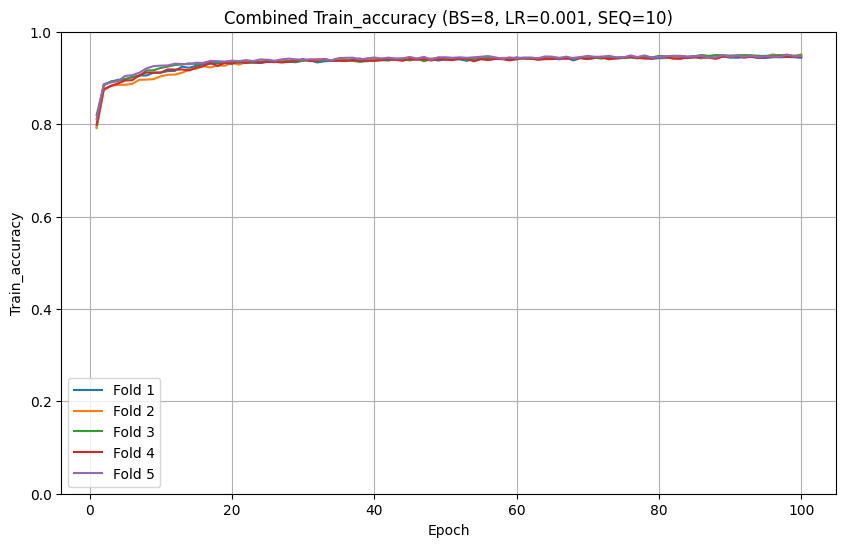 Combined Train_accuracy (BS=8, LR=0.001, SEQ=10)
1.0
0.8
0.6
0.4
0.2
0.0
Train_accuracy
Fold 1
Fold 2
Fold 3
Fold 4
Fold 5
0 20 40 60 80 100
Epoch